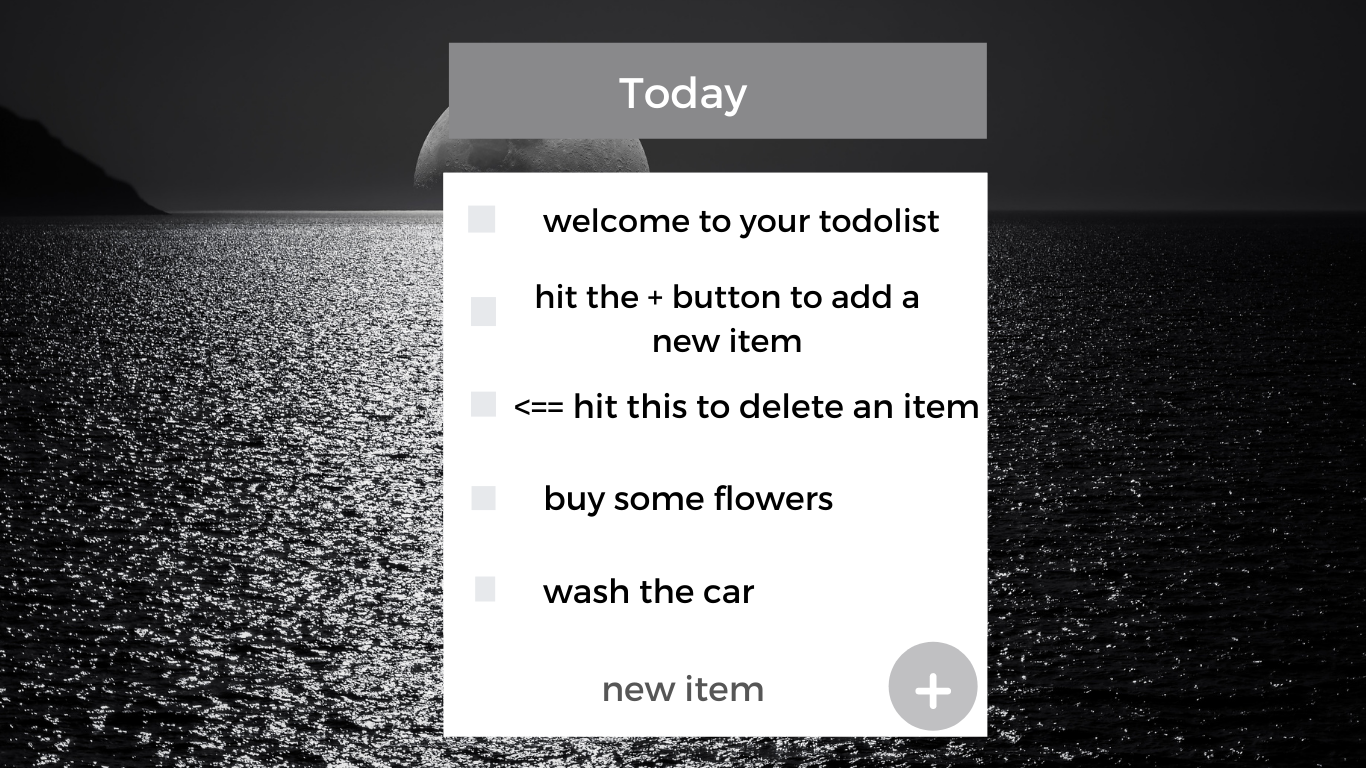 Today
welcome to your todolist
hit the + button to add a
new item
<== hit this to delete an item
buy some flowers
wash the car
new item
+